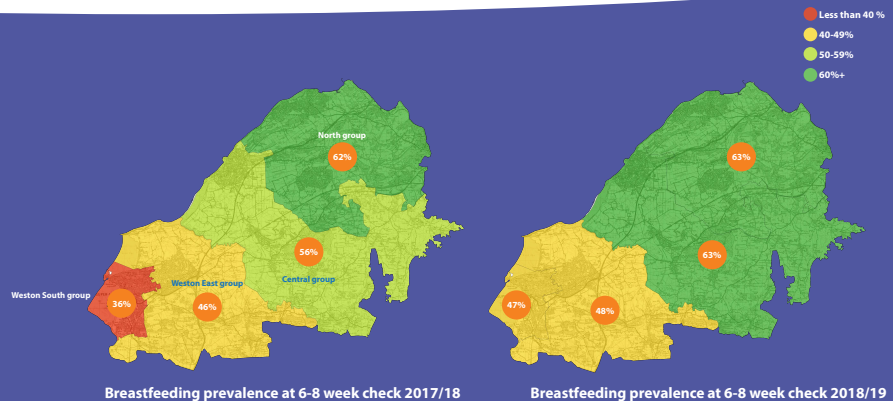 Less than 40 %
40-49%
50-59%
60%+
North group
62%
56%
Central group
Weston East group
46%
Weston South group
36%
Breastfeeding prevalence at 6-8 week check 2017/18
63%
63%
47%
48%
Breastfeeding prevalence at 6-8 week check 2018/19